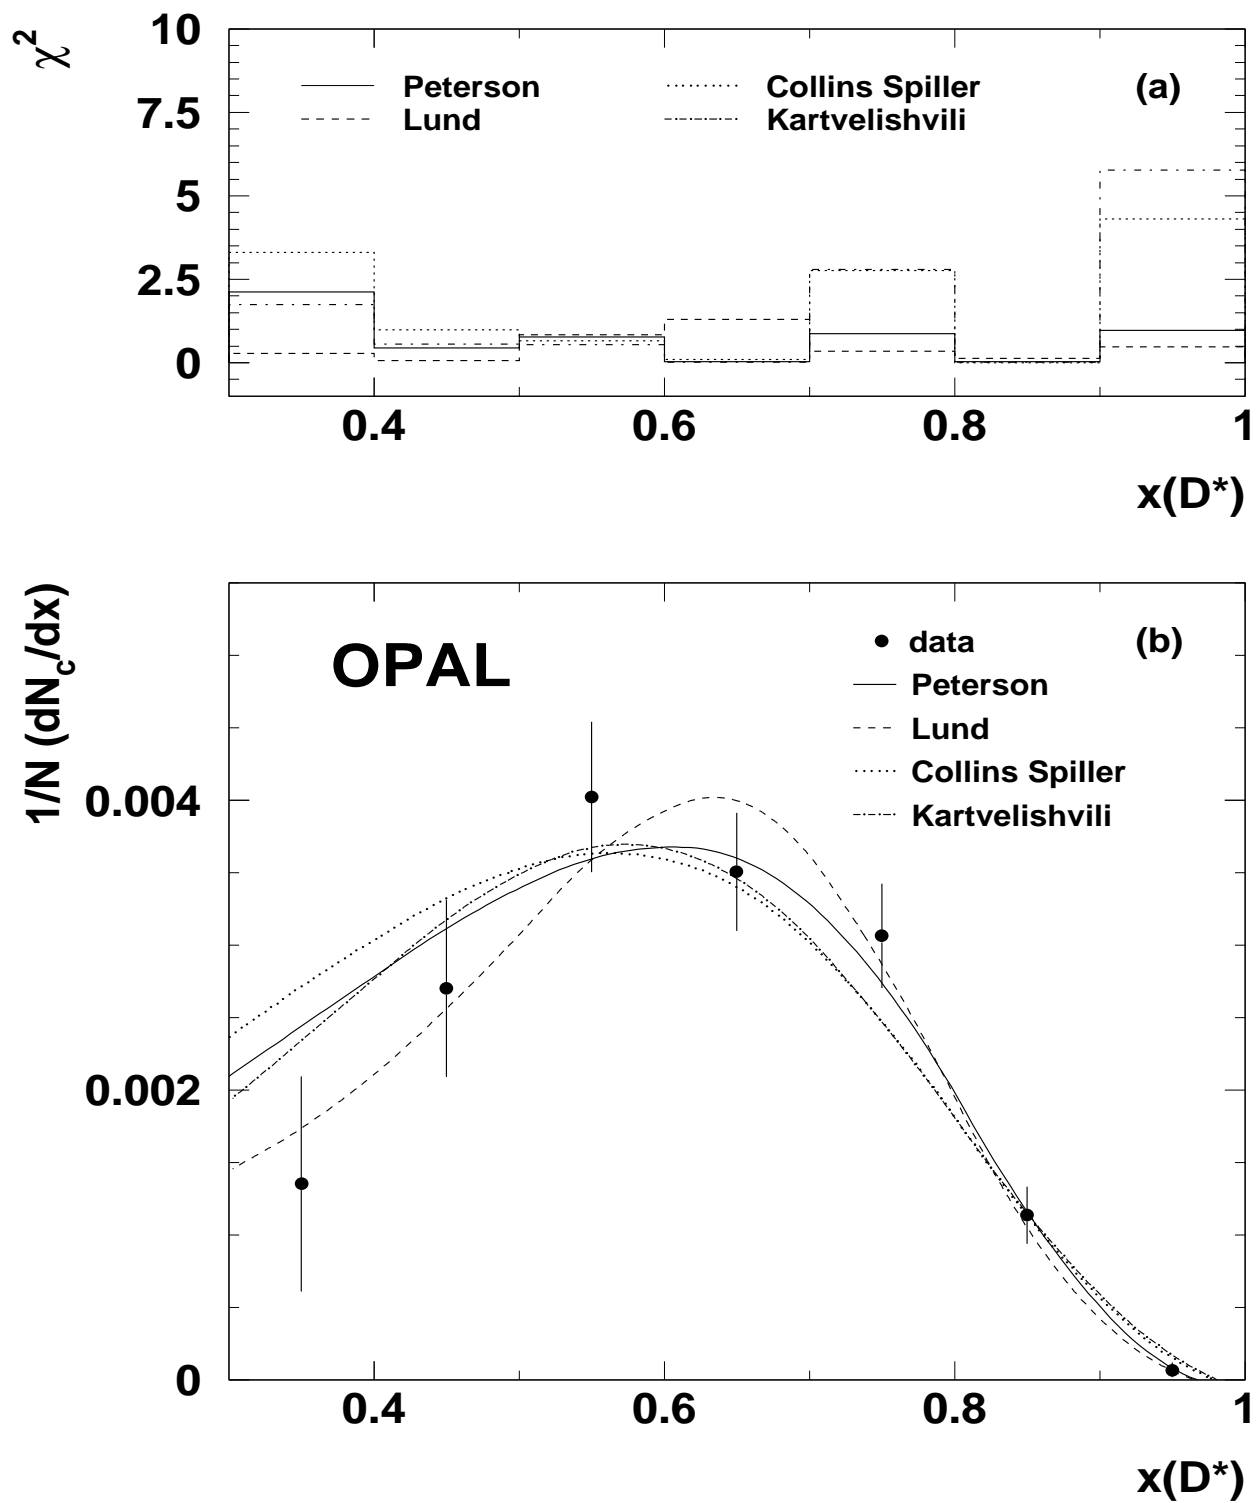 χ²
10
7.5
5
2.5
0
Peterson
Lund
Collins Spiller
Kartvelishvili
(a)
0.4 0.6 0.8 1
x(D*)
1/N (dN_c/dx)
OPAL
data
Peterson
Lund
Collins Spiller
Kartvelishvili
(b)
0.004
0.002
0
0.4 0.6 0.8 1
x(D*)